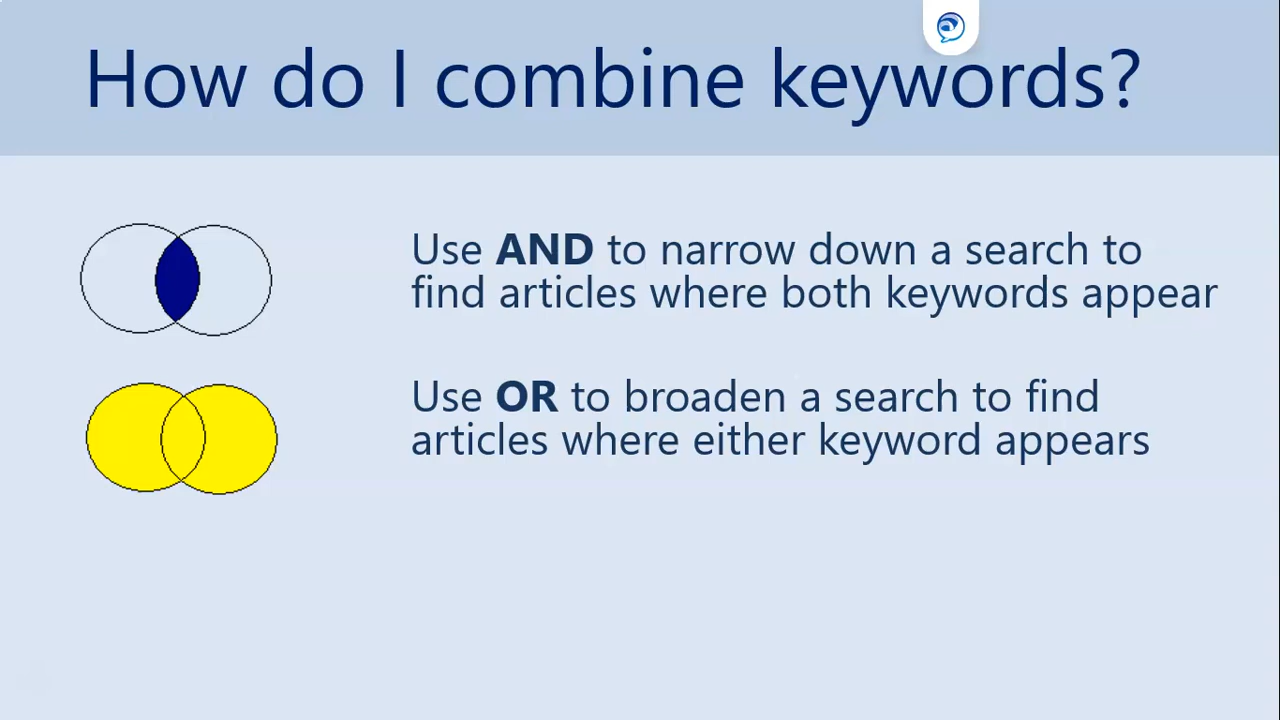 How do I combine keywords?
Use AND to narrow down a search to
find articles where both keywords appear
Use OR to broaden a search to find
articles where either keyword appears